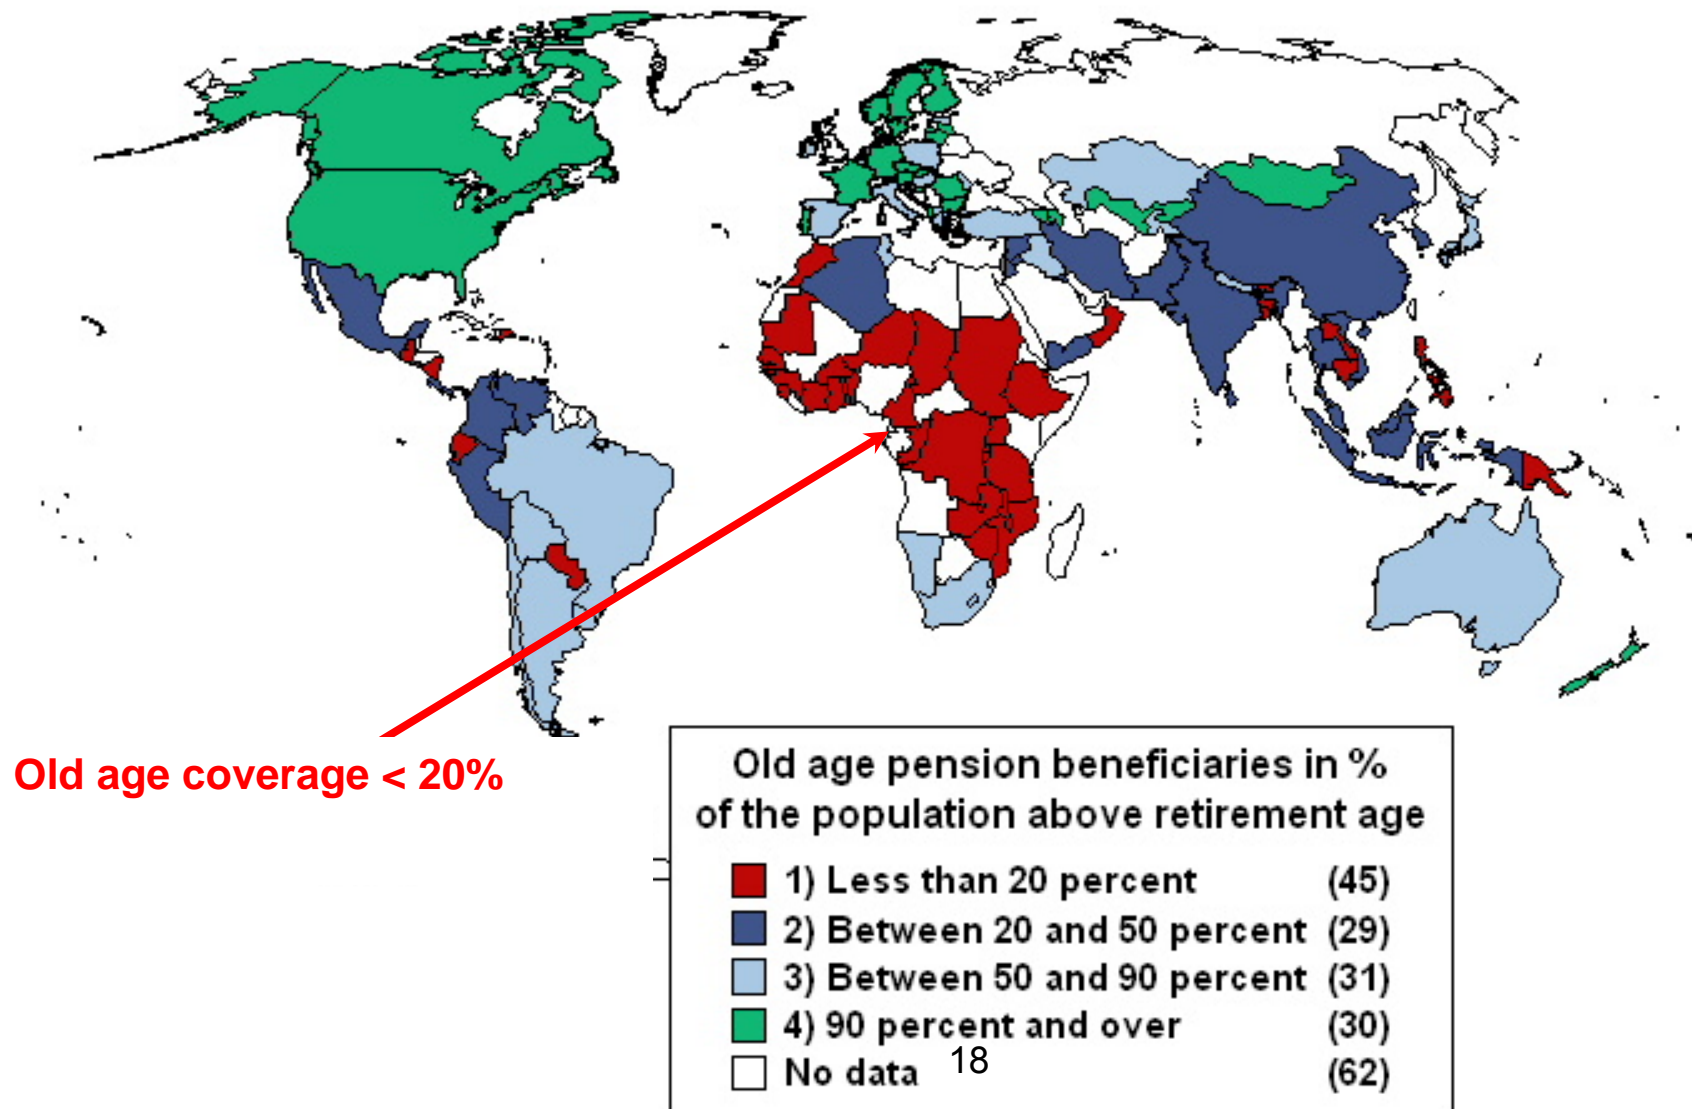 Old age coverage < 20%
Old age pension beneficiaries in %
of the population above retirement age
1) Less than 20 percent (45)
2) Between 20 and 50 percent (29)
3) Between 50 and 90 percent (31)
4) 90 percent and over (30)
No data (62)
18